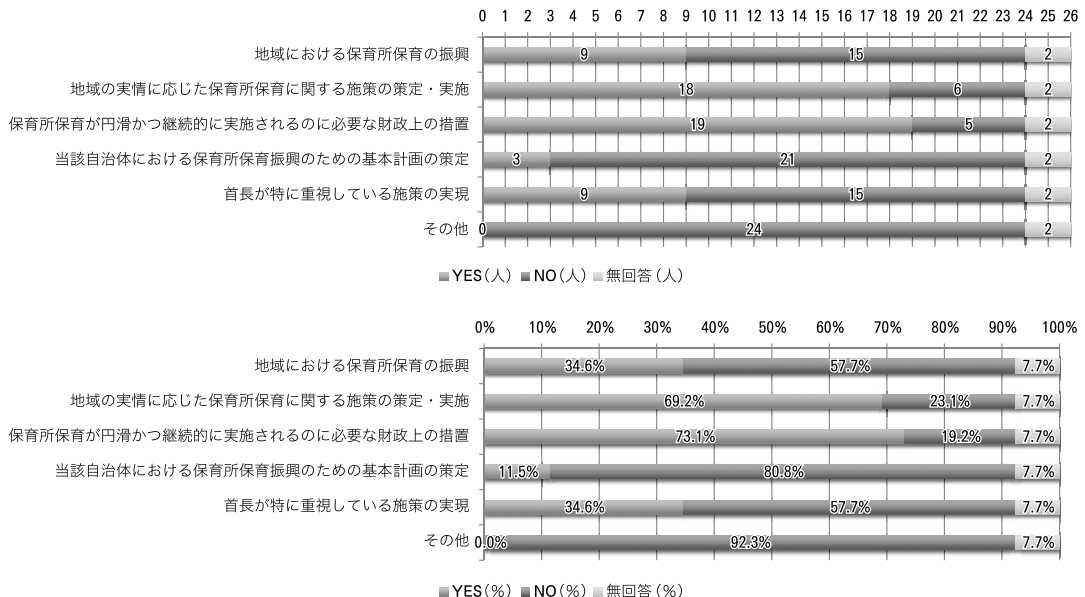 0 1 2 3 4 5 6 7 8 9 10 11 12 13 14 15 16 17 18 19 20 21 22 23 24 25 26
地域における保育所保育の振興 9 15 2
地域の実情に応じた保育所保育に関する施策の策定・実施 18 6 2
保育所保育が円滑かつ継続的に実施されるのに必要な財政上の措置 19 5 2
当該自治体における保育所保育振興のための基本計画の策定 3 21 2
首長が特に重視している施策の実現 9 15 2
その他 0 24 2
YES(人) NO(人) 無回答(人)
0% 10% 20% 30% 40% 50% 60% 70% 80% 90% 100%
地域における保育所保育の振興 34.6% 57.7% 7.7%
地域の実情に応じた保育所保育に関する施策の策定・実施 69.2% 23.1% 7.7%
保育所保育が円滑かつ継続的に実施されるのに必要な財政上の措置 73.1% 19.2% 7.7%
当該自治体における保育所保育振興のための基本計画の策定 11.5% 80.8% 7.7%
首長が特に重視している施策の実現 34.6% 57.7% 7.7%
その他 0.0% 92.3% 7.7%
YES(%) NO(%) 無回答(%)